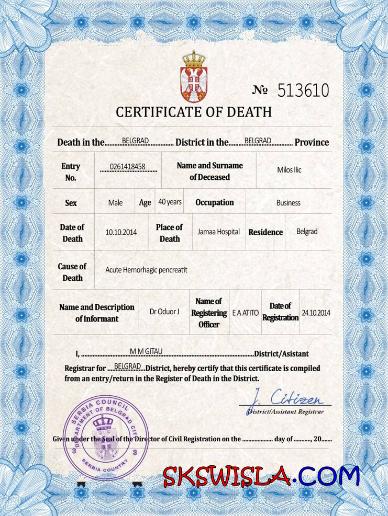 № 513610
CERTIFICATE OF DEATH
Death in the BELGRAD District in the BELGRAD Province
Entry No. 0261418458 Name and Surname of Deceased Milos Ilic
Sex Male Age 40 years Occupation Business
Date of Death 10.10.2014 Place of Death Jamaa Hospital Residence Belgrad
Cause of Death Acute Hemorhagic pencreatit
Name and Description of Informant Dr Oduor J Name of Registering Officer E A ATITO Date of Registration 24.10.2014
I, M M GITAU District/Asistant
Registrar for BELGRAD District, hereby certify that this certificate is compiled
from an entry/return in the Register of Death in the District.
J. Citizen
District/Assistant Registrar
SERBIA COUNCIL
DEPARTMENT OF BELGRAD CITY
SERBIA COUNTRY
Given under the Seal of the Director of Civil Registration on the ................. day of .........., 20......
SKSWISLA.COM